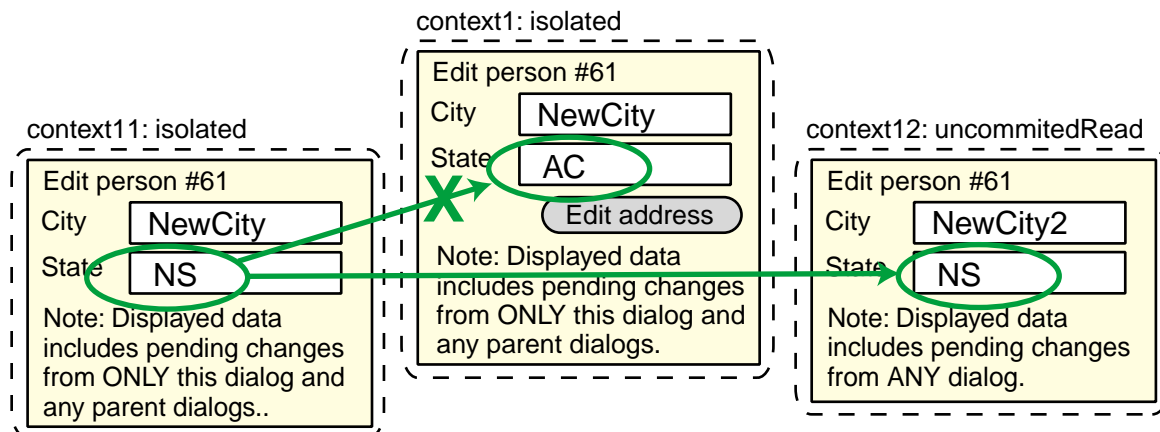 context1: isolated
Edit person #61
City NewCity
State AC
Edit address
Note: Displayed data
includes pending changes
from ONLY this dialog and
any parent dialogs.
context11: isolated
Edit person #61
City NewCity
State NS
Note: Displayed data
includes pending changes
from ONLY this dialog and
any parent dialogs..
X
context12: uncommitedRead
Edit person #61
City NewCity2
State NS
Note: Displayed data
includes pending changes
from ANY dialog.